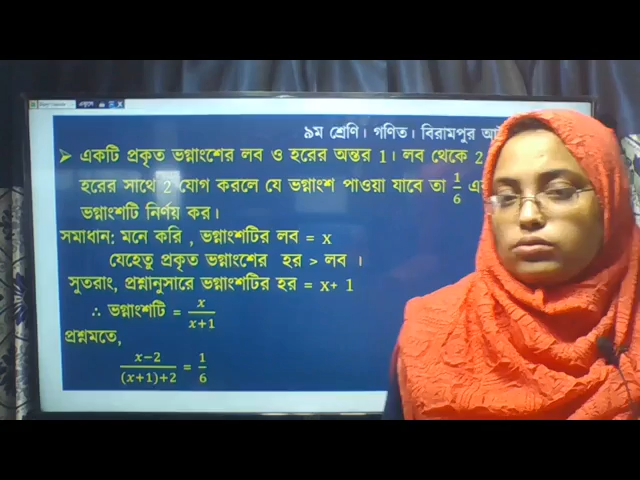 ৯ম শ্রেণি। গণিত। বিরামপুর
➤ একটি প্রকৃত ভগ্নাংশের লব ও হরের অন্তর 1। লব থেকে 2
হরের সাথে 2 যোগ করলে যে ভগ্নাংশ পাওয়া যাবে তা 1/6
ভগ্নাংশটি নির্ণয় কর।
সমাধান: মনে করি , ভগ্নাংশটির লব = x
যেহেতু প্রকৃত ভগ্নাংশের হর > লব ।
সুতরাং, প্রশ্নানুসারে ভগ্নাংশটির হর = x+ 1
∴ ভগ্নাংশটি = x/(x+1)
প্রশ্নমতে,
(x−2)/((x+1)+2) = 1/6